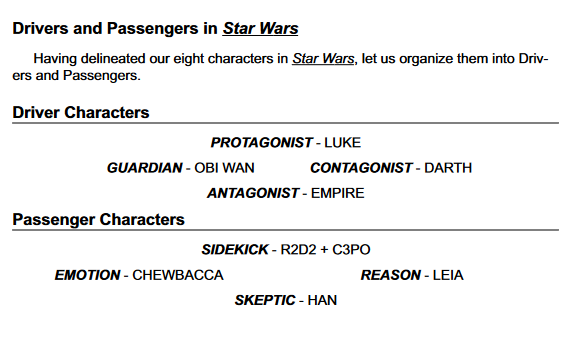 Drivers and Passengers in Star Wars
Having delineated our eight characters in Star Wars, let us organize them into Driv-
ers and Passengers.
Driver Characters
PROTAGONIST - LUKE
GUARDIAN - OBI WAN CONTAGONIST - DARTH
ANTAGONIST - EMPIRE
Passenger Characters
SIDEKICK - R2D2 + C3PO
EMOTION - CHEWBACCA REASON - LEIA
SKEPTIC - HAN